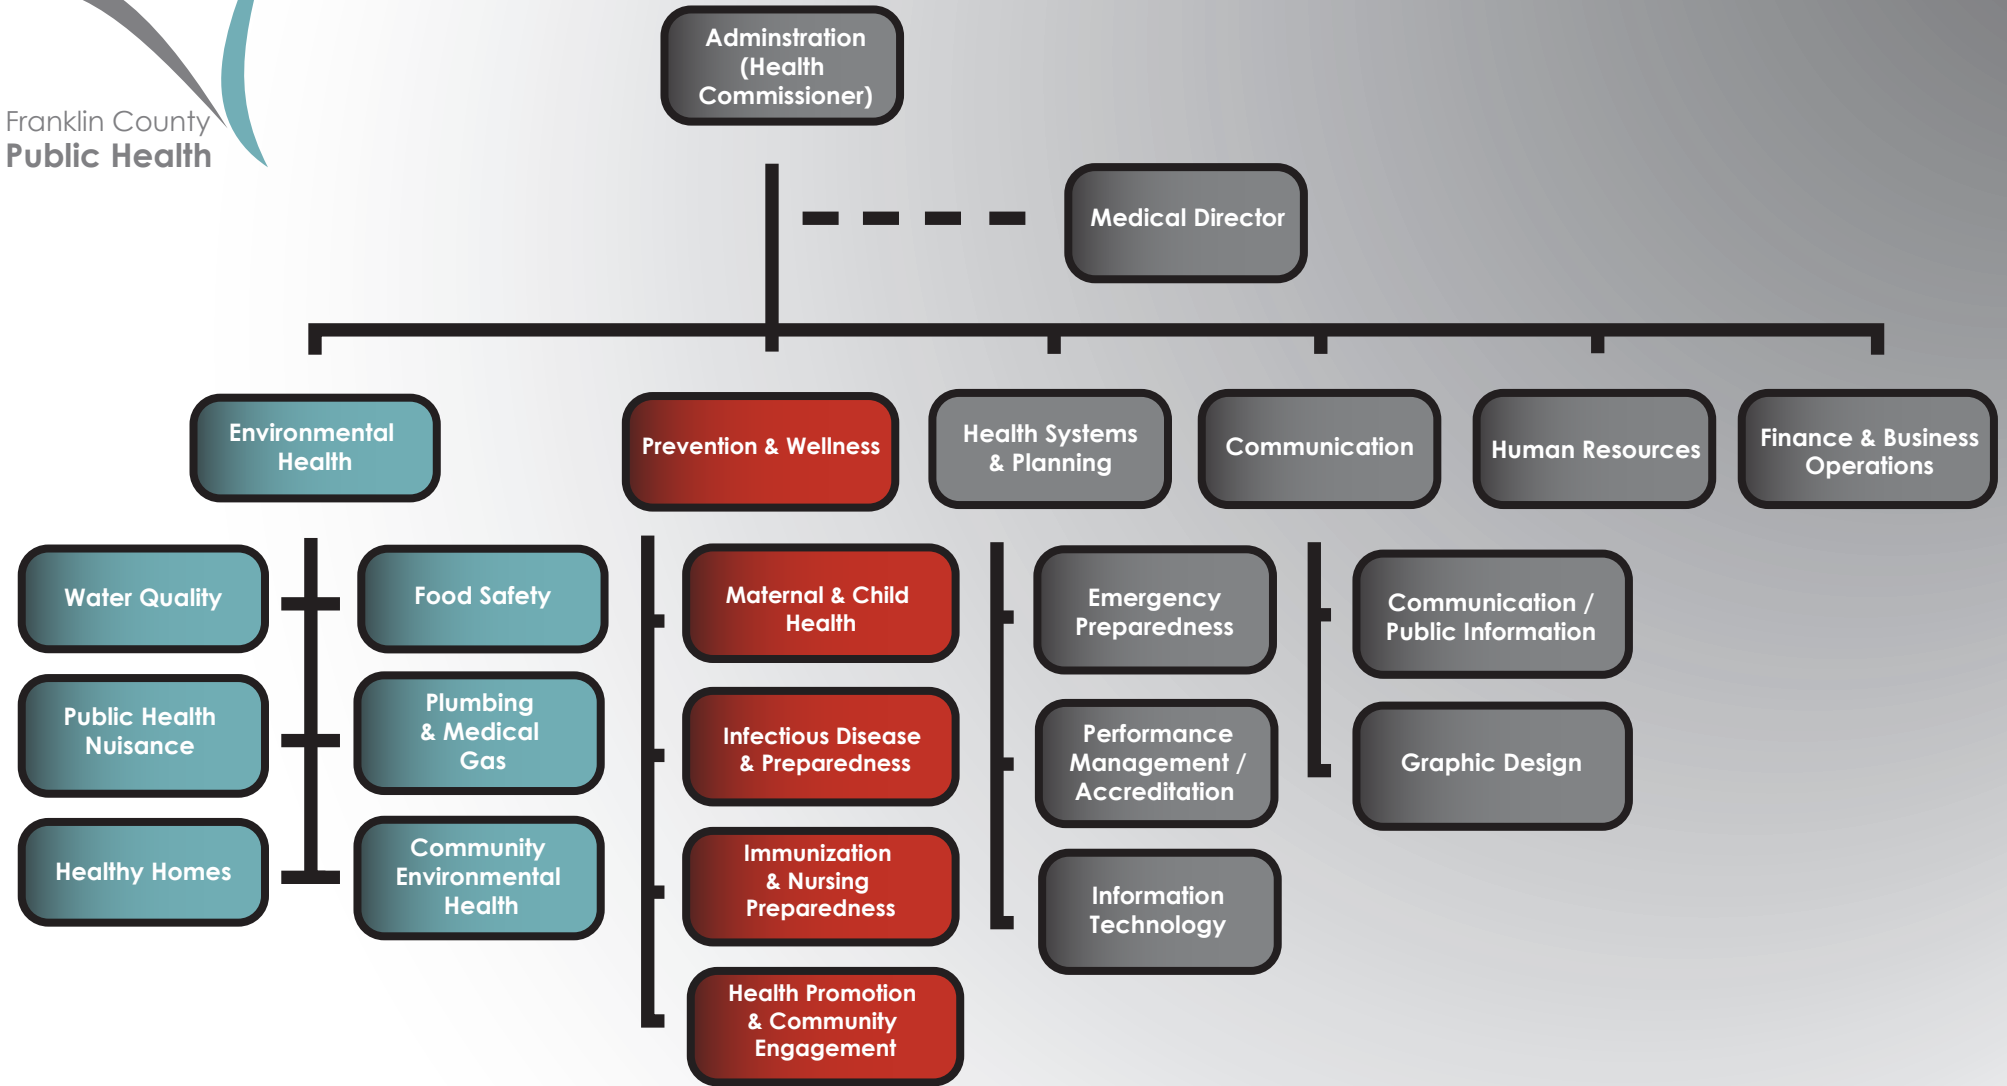 Franklin County
Public Health
Adminstration
(Health
Commissioner)
Medical Director
Environmental
Health
Prevention & Wellness
Health Systems
& Planning
Communication
Human Resources
Finance & Business
Operations
Water Quality
Food Safety
Public Health
Nuisance
Plumbing
& Medical
Gas
Healthy Homes
Community
Environmental
Health
Maternal & Child
Health
Infectious Disease
& Preparedness
Immunization
& Nursing
Preparedness
Health Promotion
& Community
Engagement
Emergency
Preparedness
Performance
Management /
Accreditation
Information
Technology
Communication /
Public Information
Graphic Design